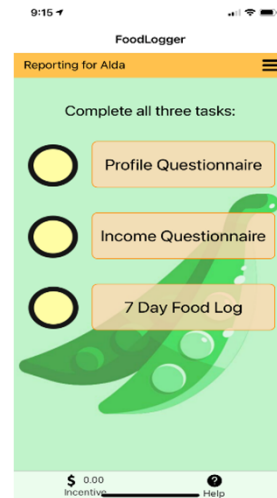 9:15
FoodLogger
Reporting for Alda
Complete all three tasks:
Profile Questionnaire
Income Questionnaire
7 Day Food Log
$ 0.00
Incentive
?
Help